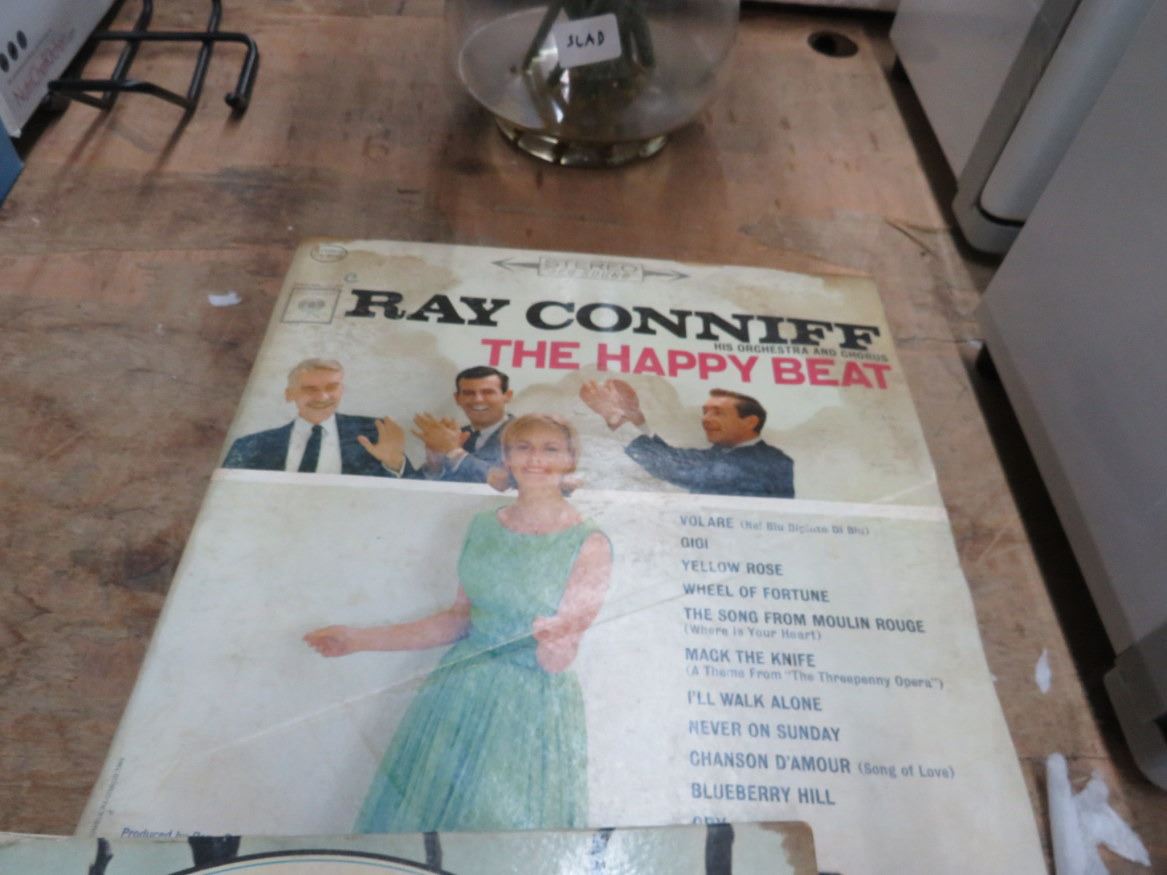 SLAD
STEREO
RAY CONNIFF
HIS ORCHESTRA AND CHORUS
THE HAPPY BEAT
VOLARE (Nel Blu Dipinto Di Blu)
GIGI
YELLOW ROSE
WHEEL OF FORTUNE
THE SONG FROM MOULIN ROUGE
(Where Is Your Heart)
MACK THE KNIFE
(A Theme From "The Threepenny Opera")
I'LL WALK ALONE
NEVER ON SUNDAY
CHANSON D'AMOUR (Song of Love)
BLUEBERRY HILL
Produced by